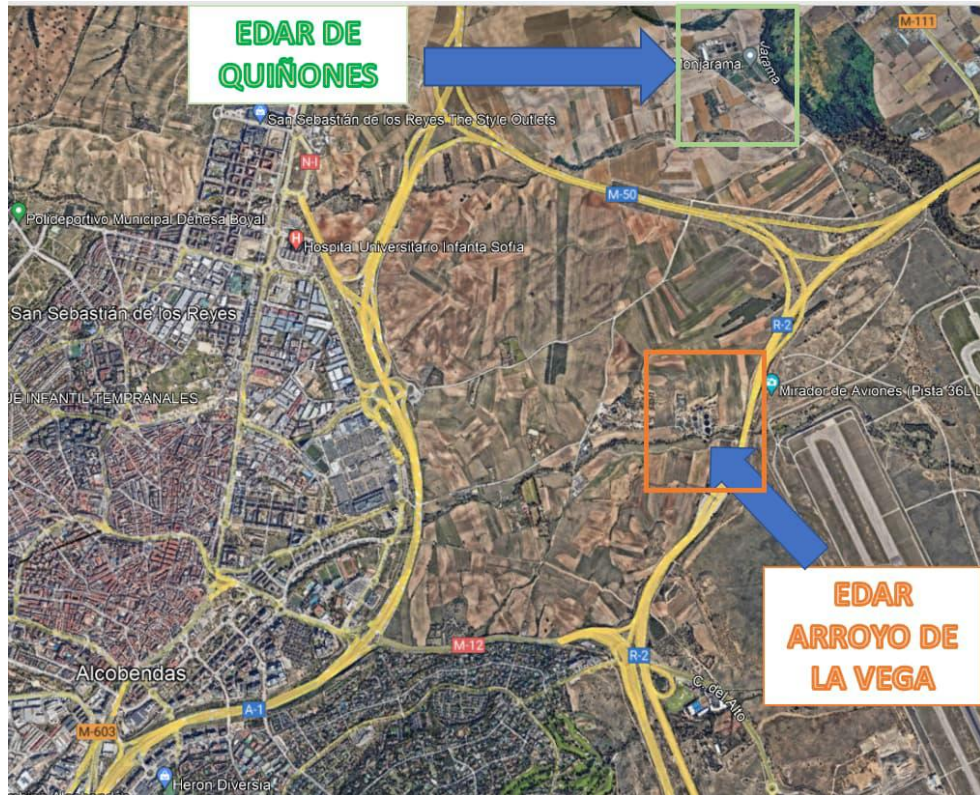 EDAR DE
QUIÑONES
M-111
Jarama
San Sebastián de los Reyes The Style Outlets
N-I
M-50
Polideportivo Municipal Dehesa Boyal
Hospital Universitario Infanta Sofía
San Sebastián de los Reyes
R-2
Mirador de Aviones (Pista 36L
INFANTIL TEMPRANALES
EDAR
ARROYO DE
LA VEGA
M-12
R-2
Alcobendas
C. del Alto
A-1
M-603
Heron Diversia